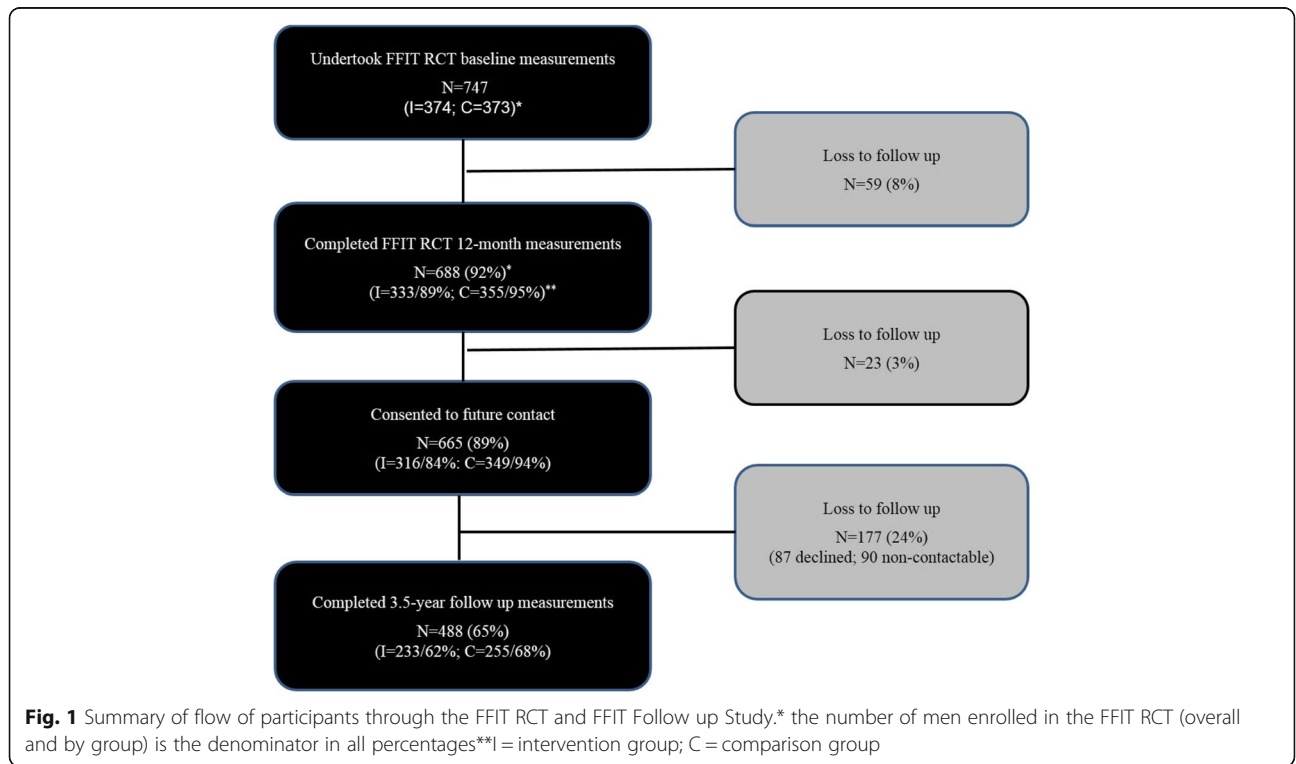 Undertook FFIT RCT baseline measurements
N=747
(I=374; C=373)*
Loss to follow up
N=59 (8%)
Completed FFIT RCT 12-month measurements
N=688 (92%)*
(I=333/89%; C=355/95%)**
Loss to follow up
N=23 (3%)
Consented to future contact
N=665 (89%)
(I=316/84%: C=349/94%)
Loss to follow up
N=177 (24%)
(87 declined; 90 non-contactable)
Completed 3.5-year follow up measurements
N=488 (65%)
(I=233/62%; C=255/68%)
Fig. 1 Summary of flow of participants through the FFIT RCT and FFIT Follow up Study.* the number of men enrolled in the FFIT RCT (overall
and by group) is the denominator in all percentages**I = intervention group; C = comparison group